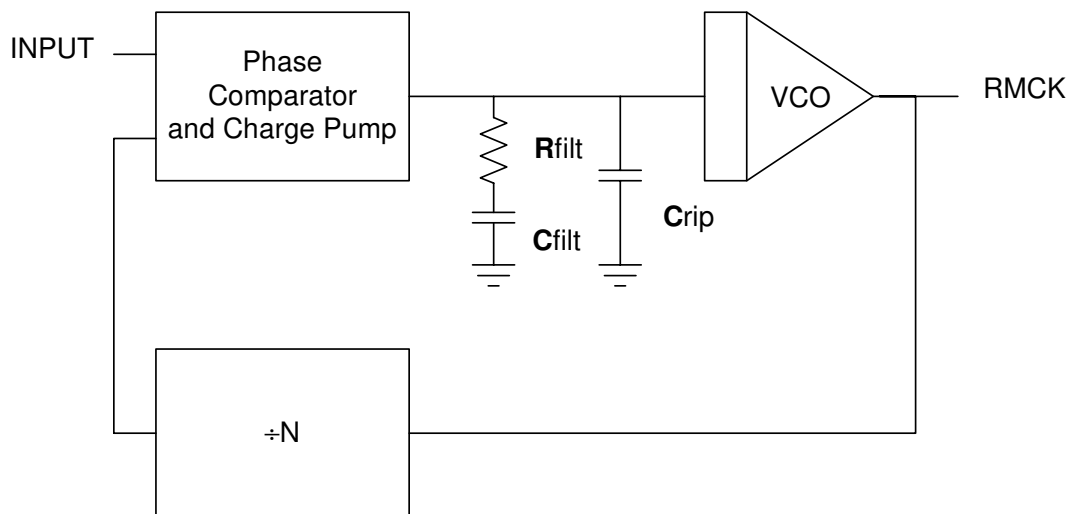 INPUT
Phase
Comparator
and Charge Pump
VCO
RMCK
Rfilt
Crip
Cfilt
÷N